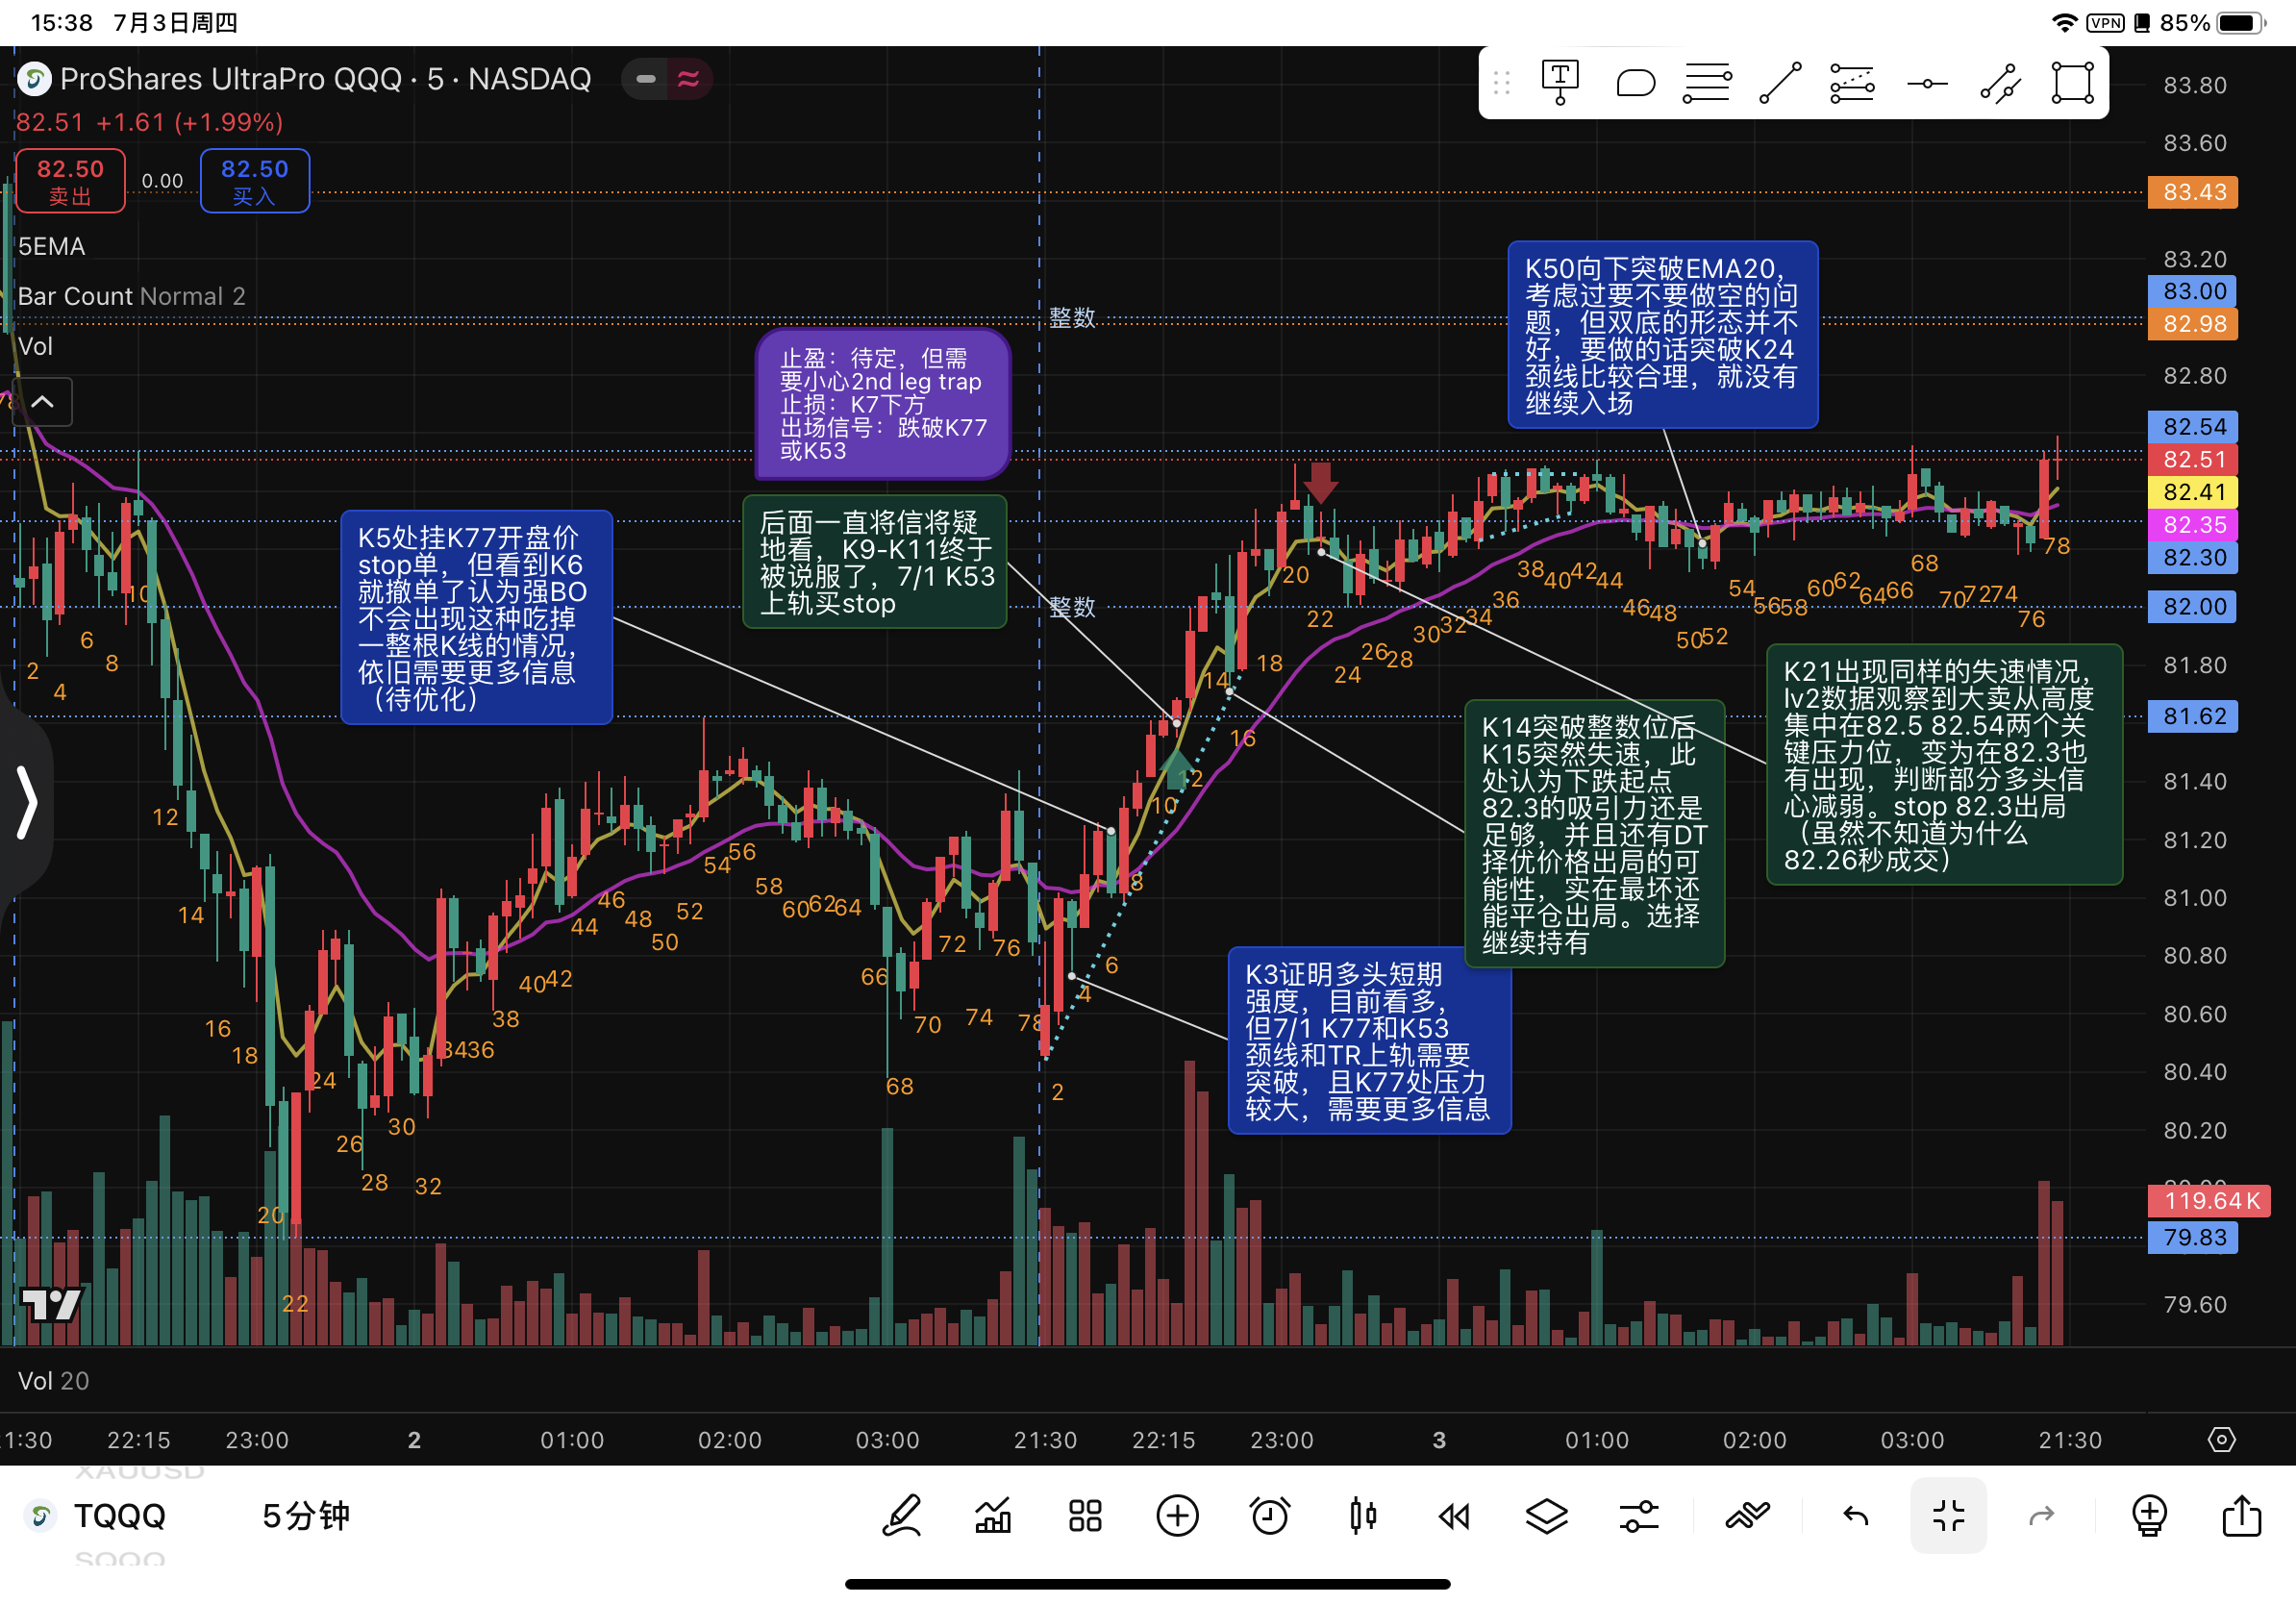 15:38 7月3日周四
VPN 85%
ProShares UltraPro QQQ · 5 · NASDAQ
82.51 +1.61 (+1.99%)
82.50
卖出
0.00
82.50
买入
5EMA
Bar Count Normal 2
Vol
整数
整数
止盈：待定，但需
要小心2nd leg trap
止损：K7下方
出场信号：跌破K77
或K53
K50向下突破EMA20，
考虑过要不要做空的问
题，但双底的形态并不
好，要做的话突破K24
颈线比较合理，就没有
继续入场
K5处挂K77开盘价
stop单，但看到K6
就撤单了认为强BO
不会出现这种吃掉
一整根K线的情况，
依旧需要更多信息
（待优化）
后面一直将信将疑
地看，K9-K11终于
被说服了，7/1 K53
上轨买stop
K21出现同样的失速情况，
lv2数据观察到大卖从高度
集中在82.5 82.54两个关
键压力位，变为在82.3也
有出现，判断部分多头信
心减弱。stop 82.3出局
（虽然不知道为什么
82.26秒成交）
K14突破整数位后
K15突然失速，此
处认为下跌起点
82.3的吸引力还是
足够，并且还有DT
择优价格出局的可
能性，实在最坏还
能平仓出局。选择
继续持有
K3证明多头短期
强度，目前看多，
但7/1 K77和K53
颈线和TR上轨需要
突破，且K77处压力
较大，需要更多信息
2
4
6
8
10
12
14
16
18
20
22
24
26
28
30
32
34
36
38
40
42
44
46
48
50
52
54
56
58
60
62
64
66
68
70
72
74
76
78
2
4
6
8
10
12
14
16
18
20
22
24
26
28
30
32
34
36
38
40
42
44
46
48
50
52
54
56
58
60
62
64
66
68
70
72
74
76
78
83.80
83.60
83.43
83.20
83.00
82.98
82.80
82.54
82.51
82.41
82.35
82.30
82.00
81.80
81.62
81.40
81.20
81.00
80.80
80.60
80.40
80.20
119.64K
79.83
79.60
Vol 20
1:30 22:15 23:00 2 01:00 02:00 03:00 21:30 22:15 23:00 3 01:00 02:00 03:00 21:30
XAUUSD
TQQQ 5分钟
SQQQ